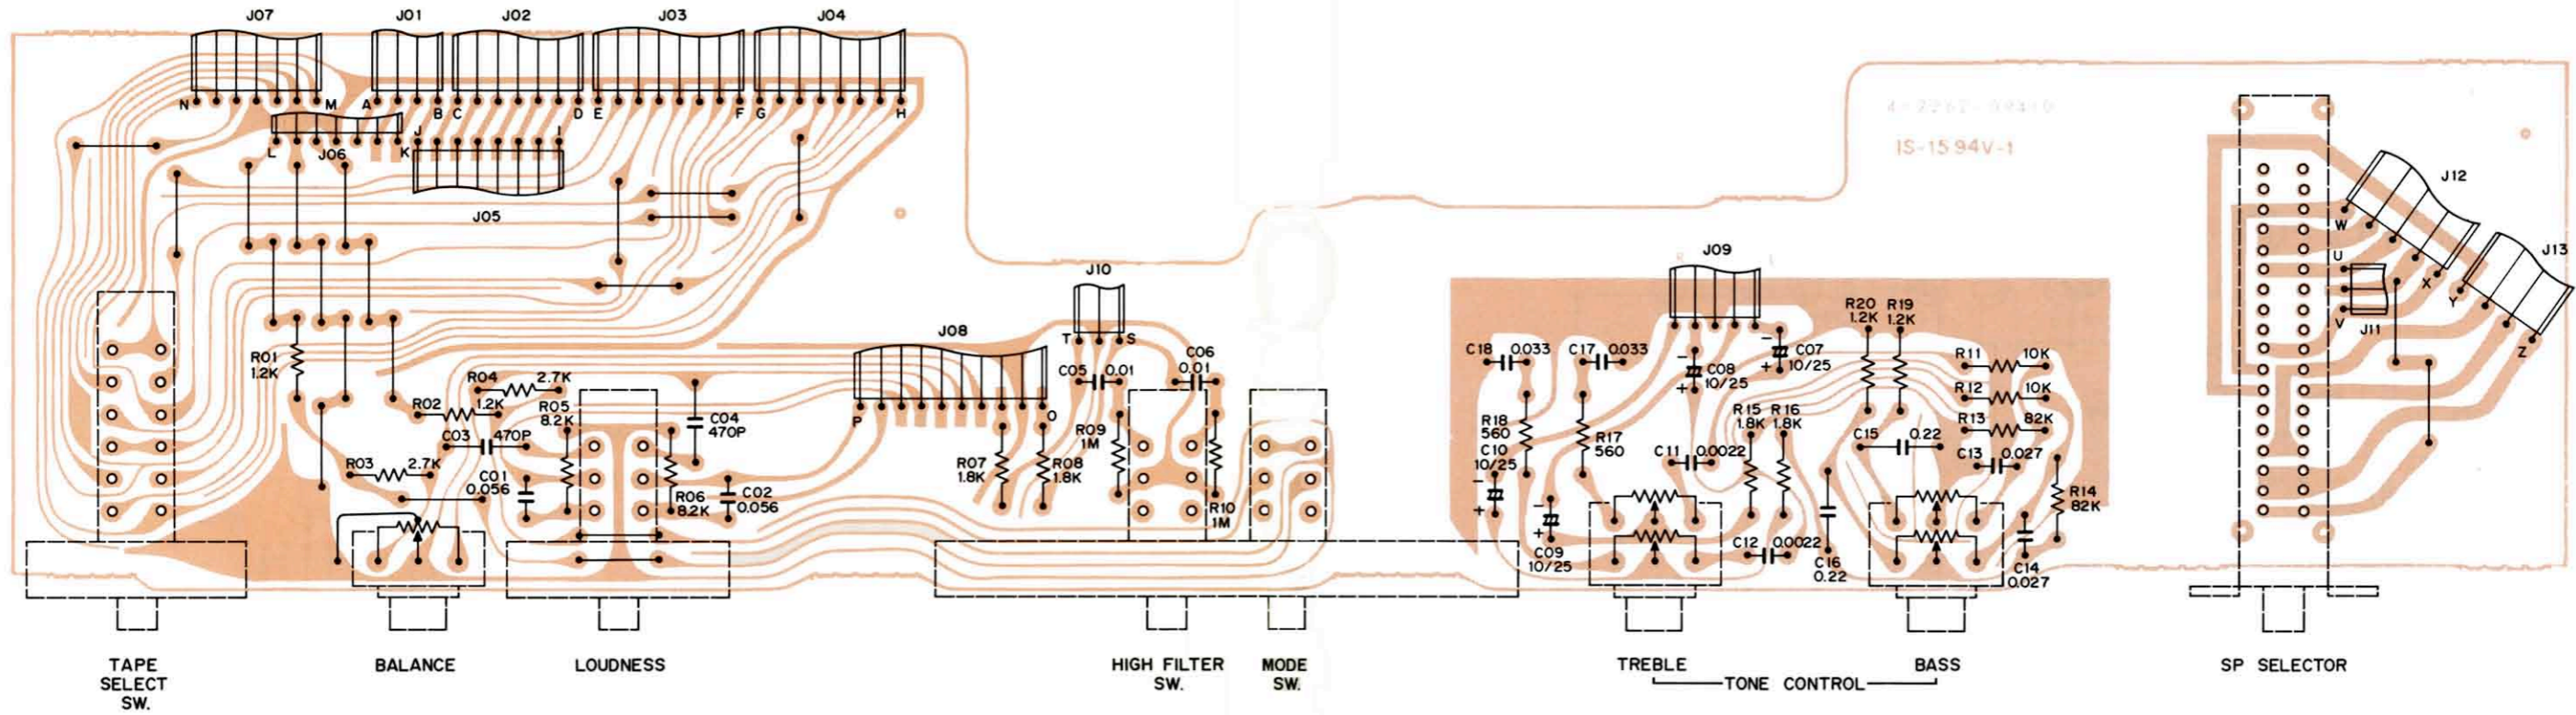 J07 J01 J02 J03 J04
N M A B C D E F G H
J I
L J06 K
J05
IS-1594V-1
J12
W
U
J13
X Y
V
J11
Z
J09
J10
T S
J08
P O
R01
1.2K
R04 2.7K
R02 1.2K
R05
8.2K
C03 470P
C04
470P
R03 2.7K
C01
0.056
R06
8.2K
C02
0.056
C05 0.01
C06
0.01
R09
1M
R07
1.8K
R08
1.8K
R10
1M
C18 0.033
C17 0.033
C08
10/25
C07
10/25
R20
1.2K
R19
1.2K
R11 10K
R12 10K
R13 82K
R18
560
C10
10/25
R17
560
R15
1.8K
R16
1.8K
C11 0.0022
C15 0.22
C13 0.027
R14
82K
C09
10/25
C12 0.0022
C16
0.22
C14
0.027
- + - + - + - +
TAPE
SELECT
SW.
BALANCE
LOUDNESS
HIGH FILTER
SW.
MODE
SW.
TREBLE
BASS
TONE CONTROL
SP SELECTOR